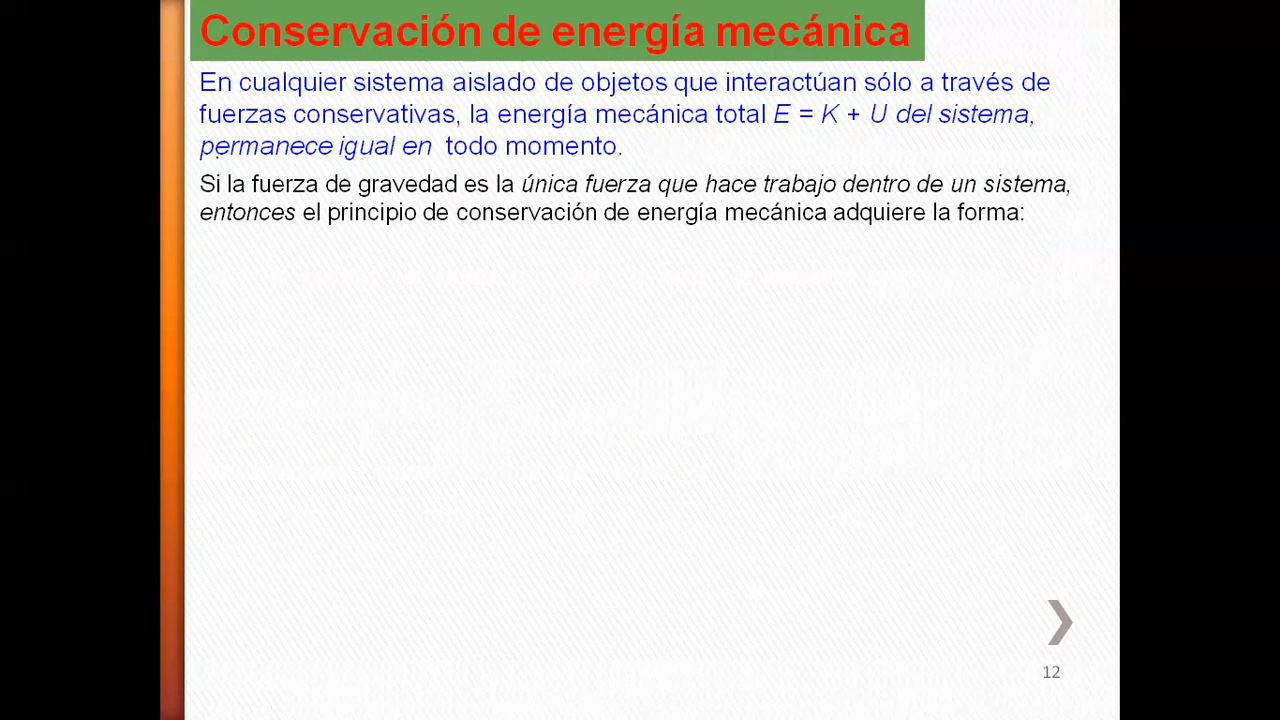 Conservación de energía mecánica
En cualquier sistema aislado de objetos que interactúan sólo a través de
fuerzas conservativas, la energía mecánica total E = K + U del sistema,
permanece igual en todo momento.
Si la fuerza de gravedad es la única fuerza que hace trabajo dentro de un sistema,
entonces el principio de conservación de energía mecánica adquiere la forma:
12